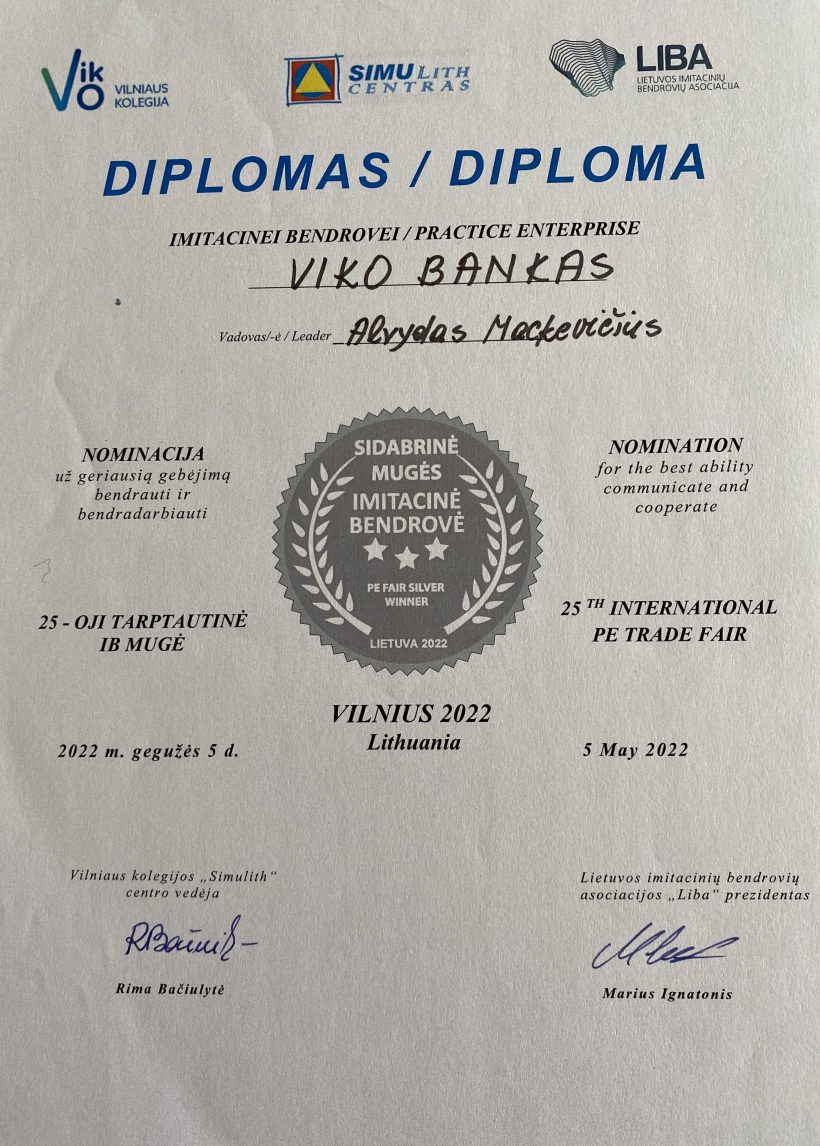 Viko
VILNIAUS
KOLEGIJA
SIMULITH
CENTRAS
LIBA
LIETUVOS IMITACINIŲ
BENDROVIŲ ASOCIACIJA
DIPLOMAS / DIPLOMA
IMITACINEI BENDROVEI / PRACTICE ENTERPRISE
VIKO BANKAS
Vadovas/-ė / Leader Alvydas Mackevičius
NOMINACIJA
už geriausią gebėjimą
bendrauti ir
bendradarbiauti
SIDABRINĖ
MUGĖS
IMITACINĖ
BENDROVĖ
PE FAIR SILVER
WINNER
LIETUVA 2022
NOMINATION
for the best ability
communicate and
cooperate
25 - OJI TARPTAUTINĖ
IB MUGĖ
25 TH INTERNATIONAL
PE TRADE FAIR
VILNIUS 2022
Lithuania
2022 m. gegužės 5 d.
5 May 2022
Vilniaus kolegijos „Simulith“
centro vedėja
Rima Bačiulytė
Lietuvos imitacinių bendrovių
asociacijos „Liba“ prezidentas
Marius Ignatonis